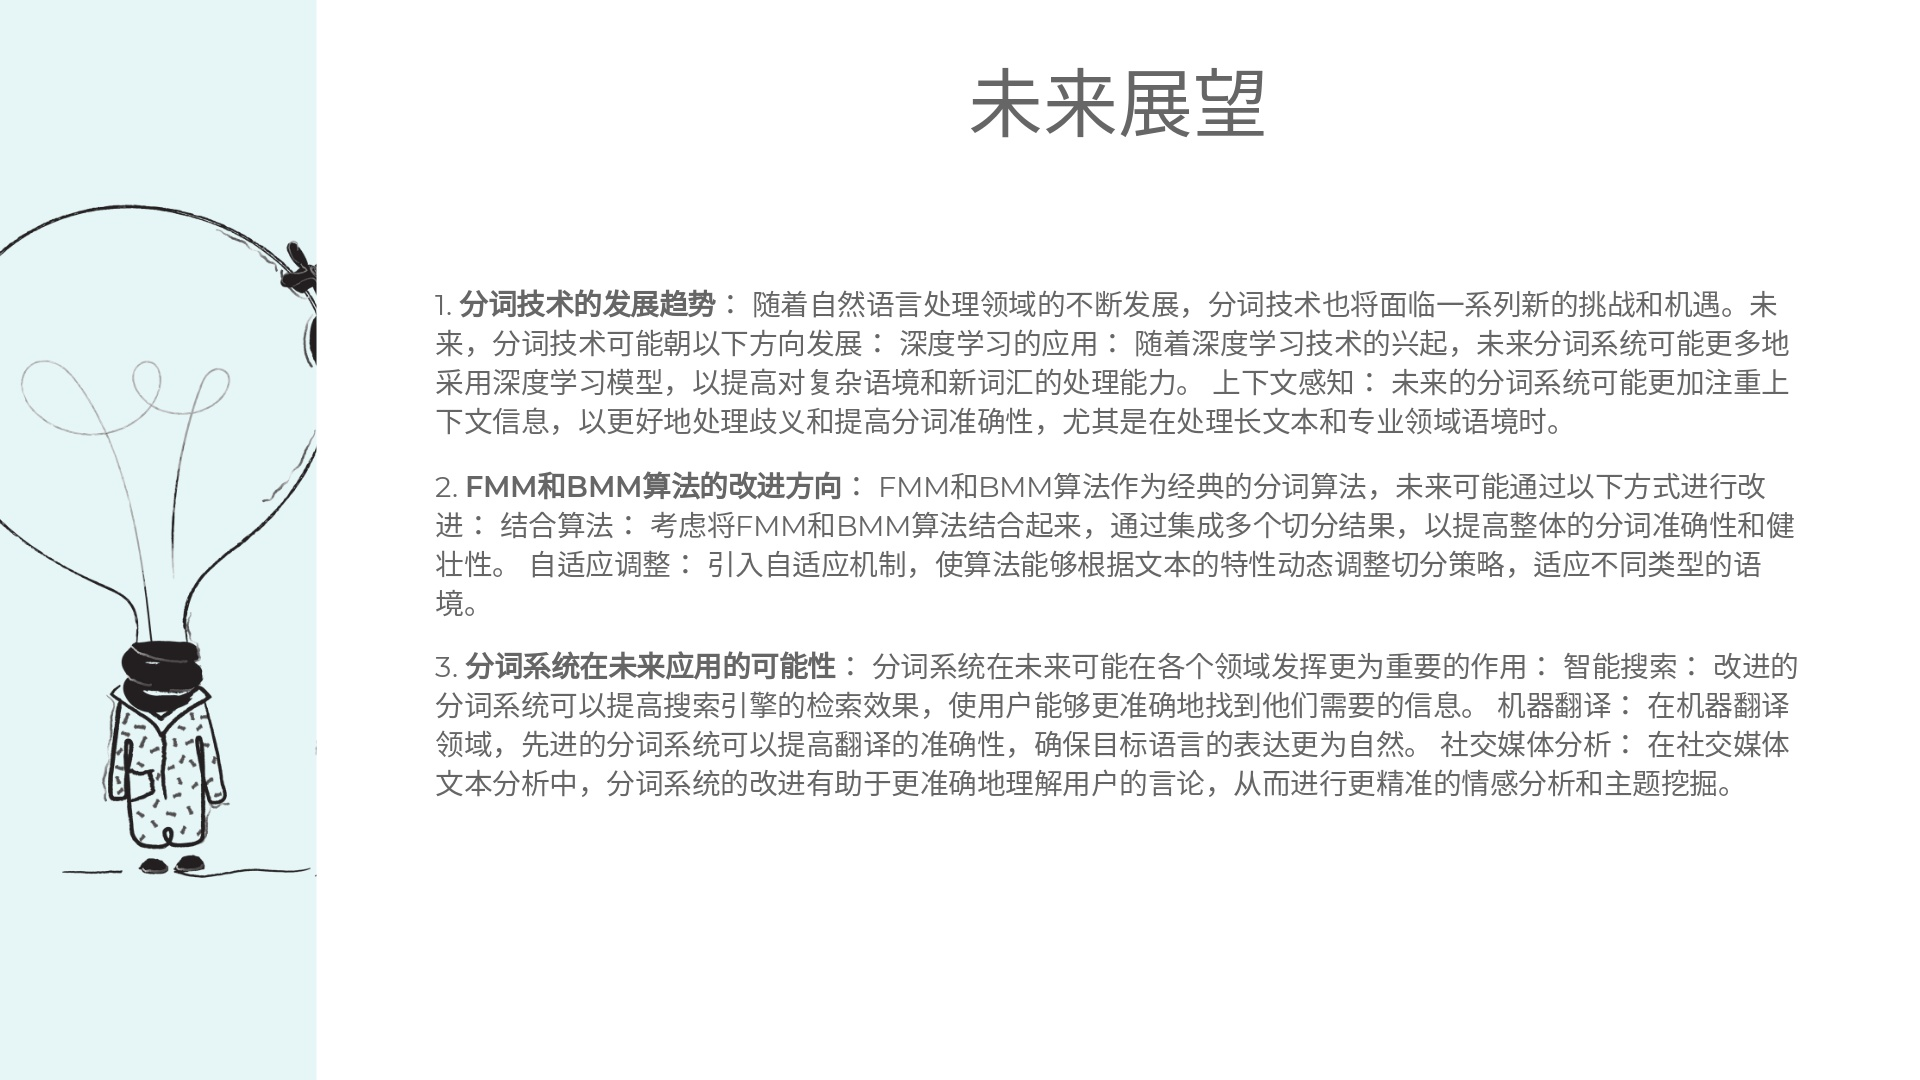 未来展望
1. 分词技术的发展趋势： 随着自然语言处理领域的不断发展，分词技术也将面临一系列新的挑战和机遇。未
来，分词技术可能朝以下方向发展： 深度学习的应用： 随着深度学习技术的兴起，未来分词系统可能更多地
采用深度学习模型，以提高对复杂语境和新词汇的处理能力。 上下文感知： 未来的分词系统可能更加注重上
下文信息，以更好地处理歧义和提高分词准确性，尤其是在处理长文本和专业领域语境时。
2. FMM和BMM算法的改进方向： FMM和BMM算法作为经典的分词算法，未来可能通过以下方式进行改
进： 结合算法： 考虑将FMM和BMM算法结合起来，通过集成多个切分结果，以提高整体的分词准确性和健
壮性。 自适应调整： 引入自适应机制，使算法能够根据文本的特性动态调整切分策略，适应不同类型的语
境。
3. 分词系统在未来应用的可能性： 分词系统在未来可能在各个领域发挥更为重要的作用： 智能搜索： 改进的
分词系统可以提高搜索引擎的检索效果，使用户能够更准确地找到他们需要的信息。 机器翻译： 在机器翻译
领域，先进的分词系统可以提高翻译的准确性，确保目标语言的表达更为自然。 社交媒体分析： 在社交媒体
文本分析中，分词系统的改进有助于更准确地理解用户的言论，从而进行更精准的情感分析和主题挖掘。